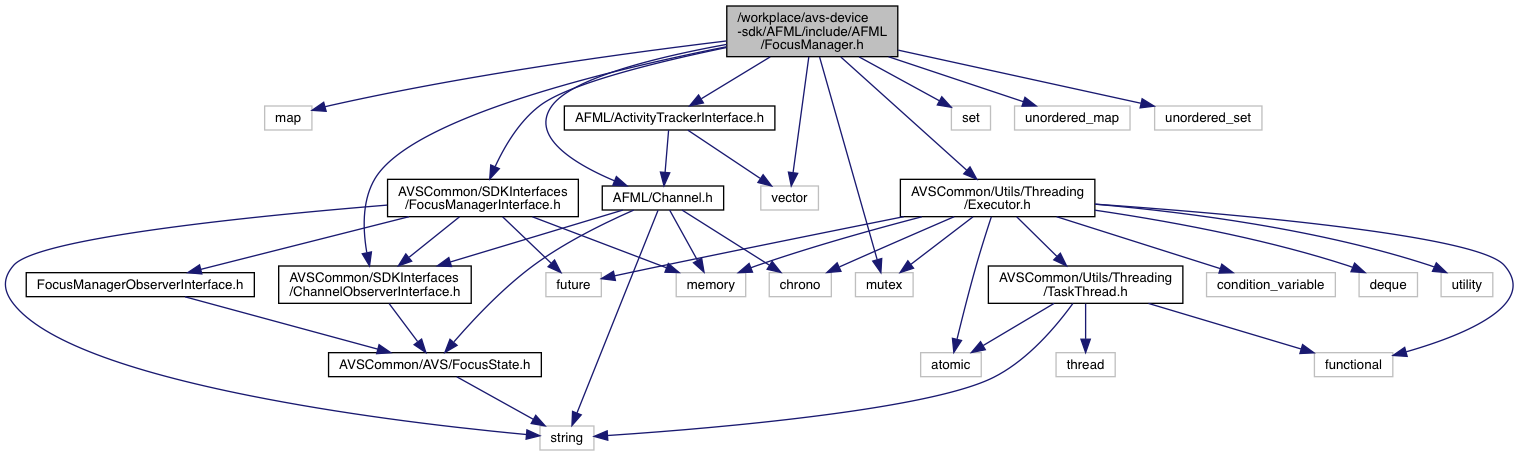 /workplace/avs-device
-sdk/AFML/include/AFML
/FocusManager.h
map
AFML/ActivityTrackerInterface.h
set
unordered_map
unordered_set
AVSCommon/SDKInterfaces
/FocusManagerInterface.h
AFML/Channel.h
vector
AVSCommon/Utils/Threading
/Executor.h
FocusManagerObserverInterface.h
AVSCommon/SDKInterfaces
/ChannelObserverInterface.h
future
memory
chrono
mutex
AVSCommon/Utils/Threading
/TaskThread.h
condition_variable
deque
utility
AVSCommon/AVS/FocusState.h
atomic
thread
functional
string